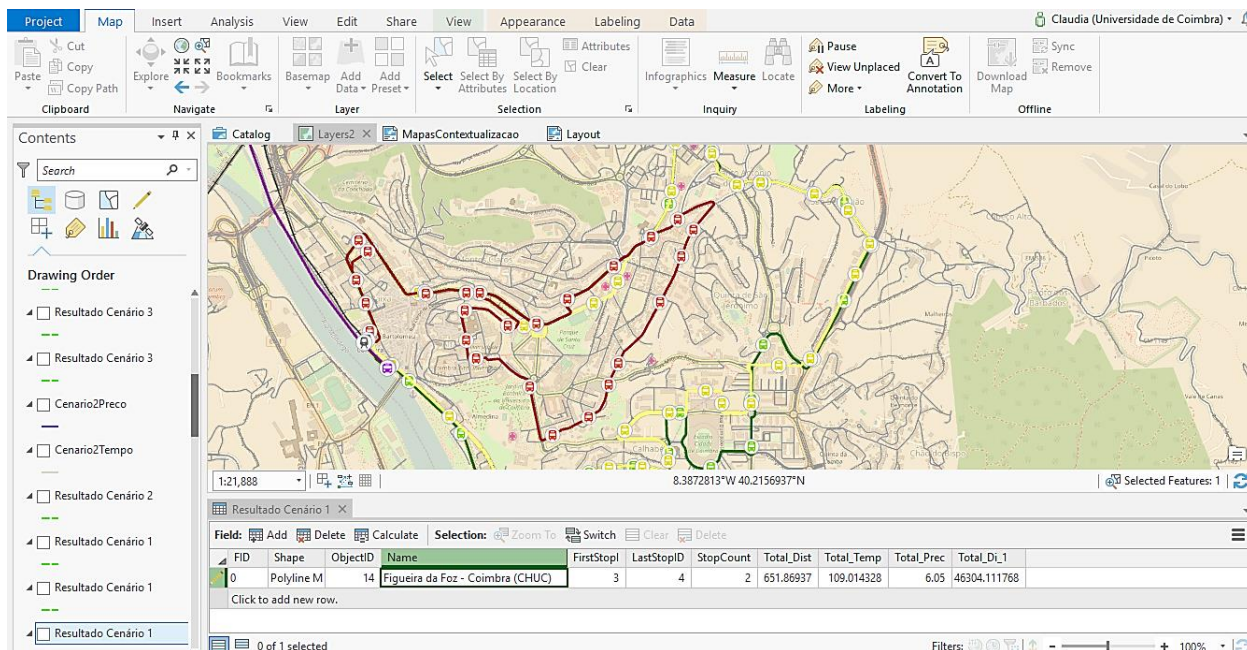 Project Map Insert Analysis View Edit Share View Appearance Labeling Data Claudia (Universidade de Coimbra)
Cut
Copy
Copy Path
Paste
Explore
Bookmarks
Basemap
Add Data
Add Preset
Select
Select By Attributes
Select By Location
Attributes
Clear
Infographics
Measure
Locate
Pause
View Unplaced
More
Convert To Annotation
Download Map
Sync
Remove
Clipboard Navigate Layer Selection Inquiry Labeling Offline
Contents
Search
Drawing Order
Resultado Cenário 3
Resultado Cenário 3
Cenario2Preco
Cenario2Tempo
Resultado Cenário 2
Resultado Cenário 1
Resultado Cenário 1
Resultado Cenário 1
Catalog Layers2 MapasContextualizacao Layout
Casal do Lobo
Calhabé
1:21,888 8.3872813°W 40.2156937°N Selected Features: 1
Resultado Cenário 1
Field: Add Delete Calculate Selection: Zoom To Switch Clear Delete
FID Shape ObjectID Name FirstStopI LastStopID StopCount Total_Dist Total_Temp Total_Prec Total_Di_1
0 Polyline M 14 Figueira da Foz - Coimbra (CHUC) 3 4 2 651.86937 109.014328 6.05 46304.111768
Click to add new row.
0 of 1 selected Filters: - + 100%